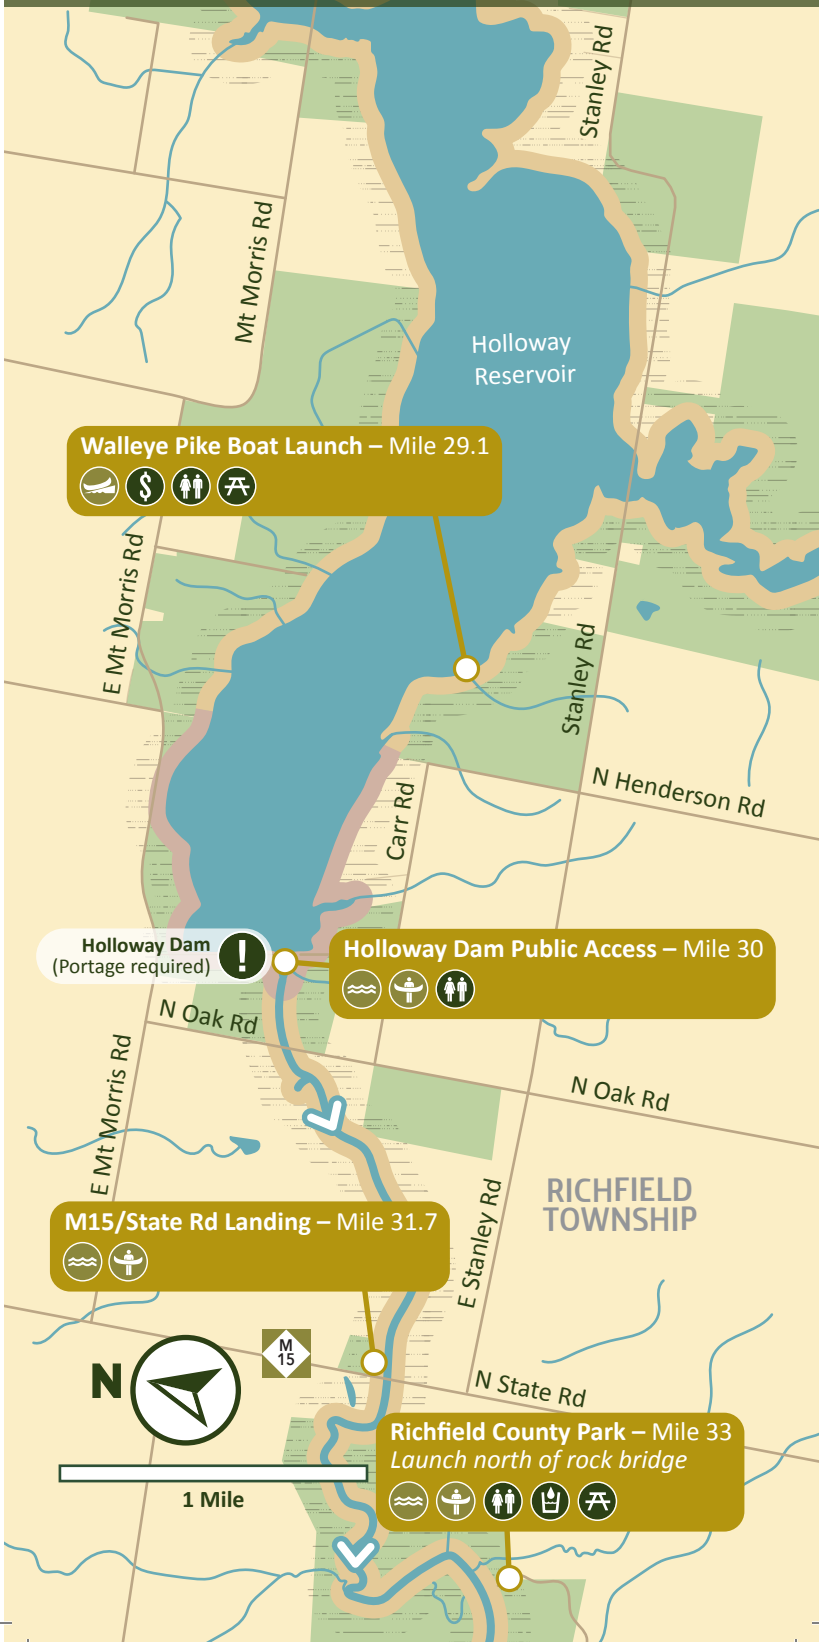 Stanley Rd
Mt Morris Rd
Holloway
Reservoir
Walleye Pike Boat Launch – Mile 29.1
$
E Mt Morris Rd
Stanley Rd
N Henderson Rd
Carr Rd
Holloway Dam
(Portage required)
!
Holloway Dam Public Access – Mile 30
N Oak Rd
E Mt Morris Rd
N Oak Rd
RICHFIELD
TOWNSHIP
E Stanley Rd
M15/State Rd Landing – Mile 31.7
M
15
N
N State Rd
Richfield County Park – Mile 33
Launch north of rock bridge
1 Mile